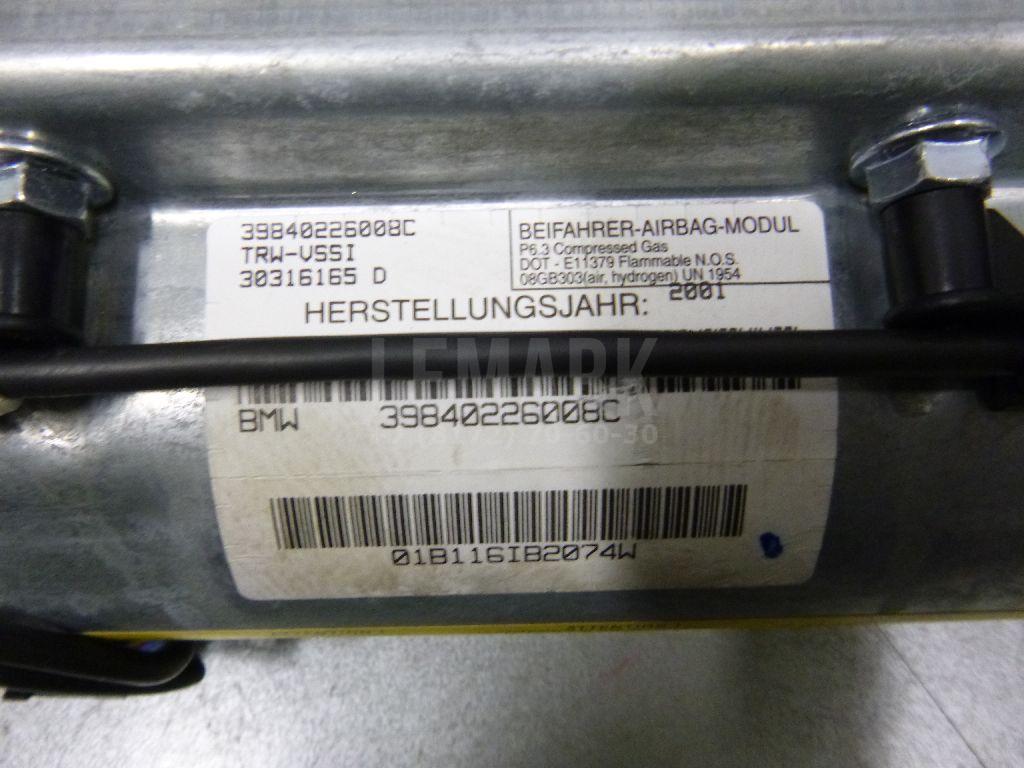 39840226008C
TRW-VSSI
30316165 D
BEIFAHRER-AIRBAG-MODUL
P6.3 Compressed Gas
DOT - E11379 Flammable N.O.S.
08GB303(air, hydrogen) UN 1954
HERSTELLUNGSJAHR: 2001
LEMARK
BMW 39840226008C
01B116IB2074W